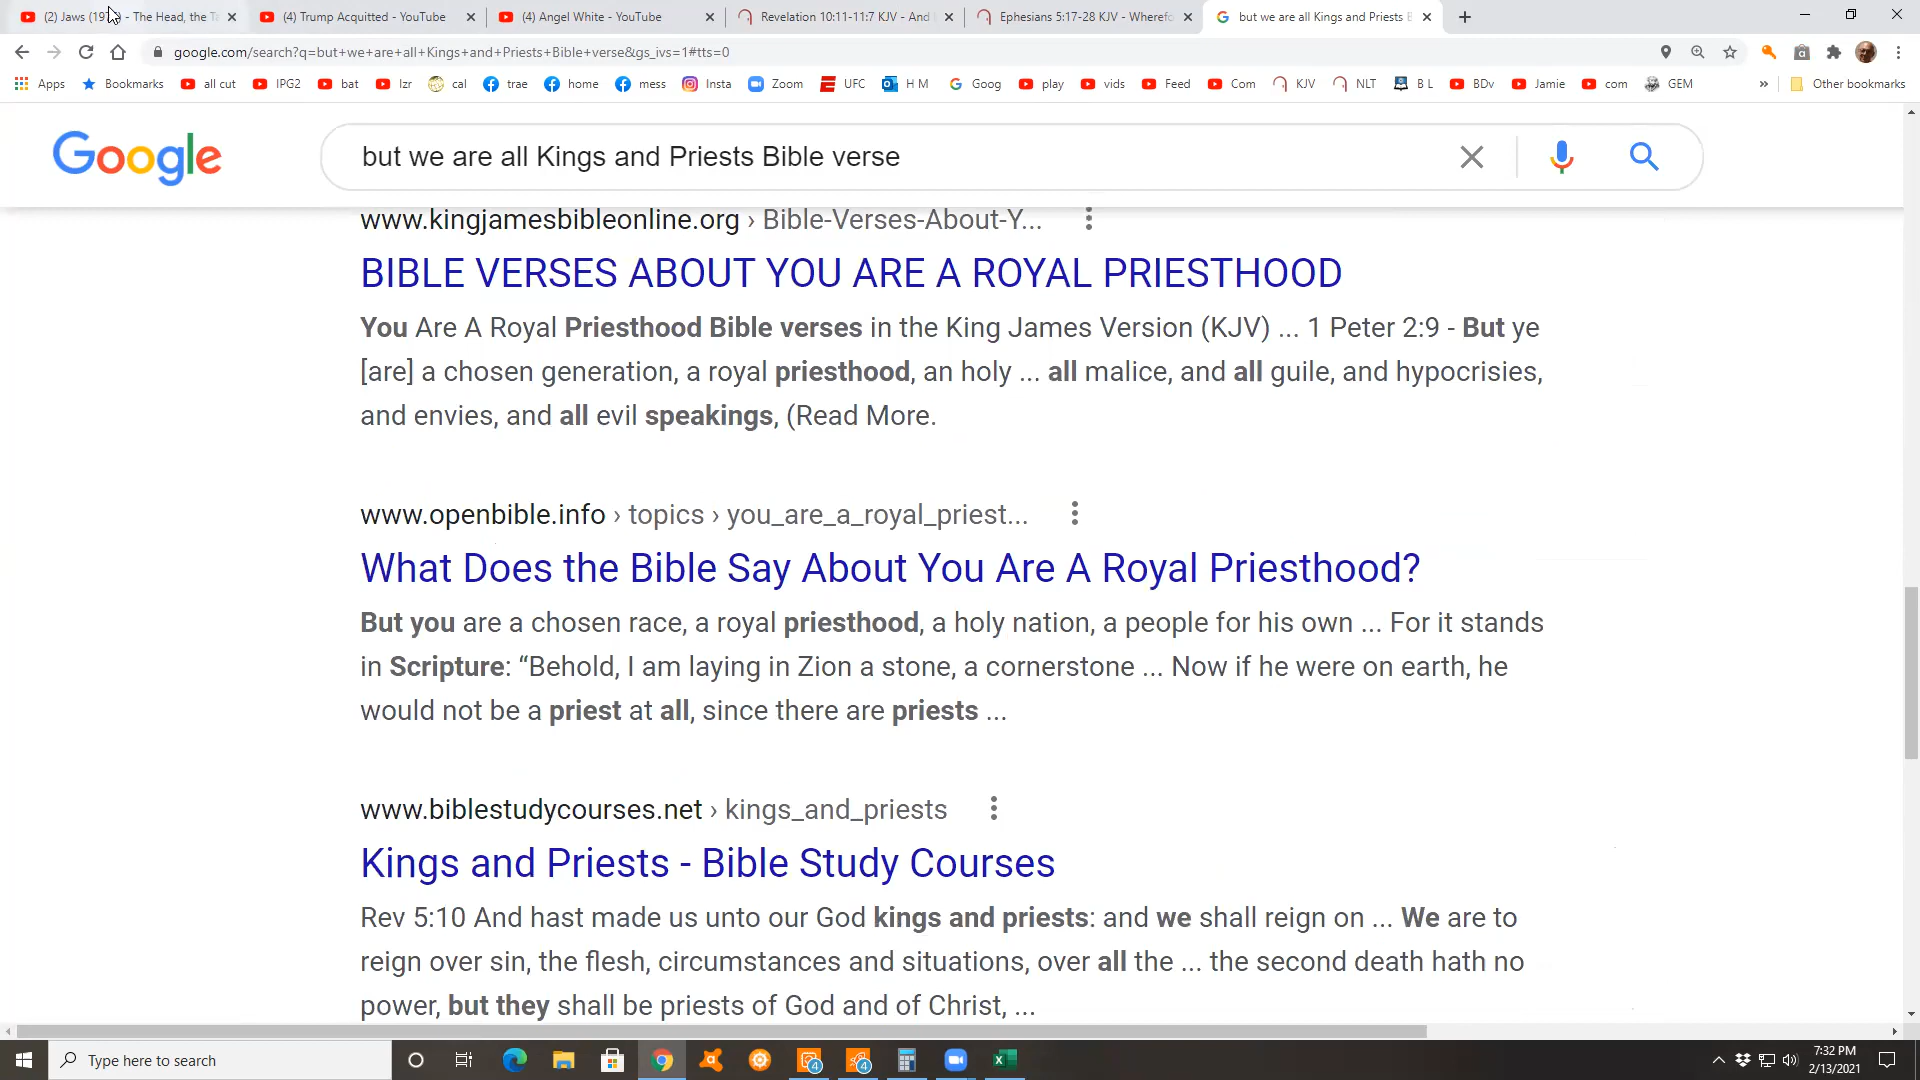 (2) Jaws (19 - The Head, the T
(4) Trump Acquitted - YouTube
(4) Angel White - YouTube
Revelation 10:11-11:7 KJV - And
Ephesians 5:17-28 KJV - Wherefo
but we are all Kings and Priests B
google.com/search?q=but+we+are+all+Kings+and+Priests+Bible+verse&gs_ivs=1#tts=0
Apps
Bookmarks
all cut
IPG2
bat
lzr
cal
trae
home
mess
Insta
Zoom
UFC
H M
Goog
play
vids
Feed
Com
KJV
NLT
B L
BDv
Jamie
com
GEM
»
Other bookmarks
Google
but we are all Kings and Priests Bible verse
www.kingjamesbibleonline.org › Bible-Verses-About-Y...
BIBLE VERSES ABOUT YOU ARE A ROYAL PRIESTHOOD
You Are A Royal Priesthood Bible verses in the King James Version (KJV) ... 1 Peter 2:9 - But ye
[are] a chosen generation, a royal priesthood, an holy ... all malice, and all guile, and hypocrisies,
and envies, and all evil speakings, (Read More.
www.openbible.info › topics › you_are_a_royal_priest...
What Does the Bible Say About You Are A Royal Priesthood?
But you are a chosen race, a royal priesthood, a holy nation, a people for his own ... For it stands
in Scripture: “Behold, I am laying in Zion a stone, a cornerstone ... Now if he were on earth, he
would not be a priest at all, since there are priests ...
www.biblestudycourses.net › kings_and_priests
Kings and Priests - Bible Study Courses
Rev 5:10 And hast made us unto our God kings and priests: and we shall reign on ... We are to
reign over sin, the flesh, circumstances and situations, over all the ... the second death hath no
power, but they shall be priests of God and of Christ, ...
Type here to search
4
4
7:32 PM
2/13/2021